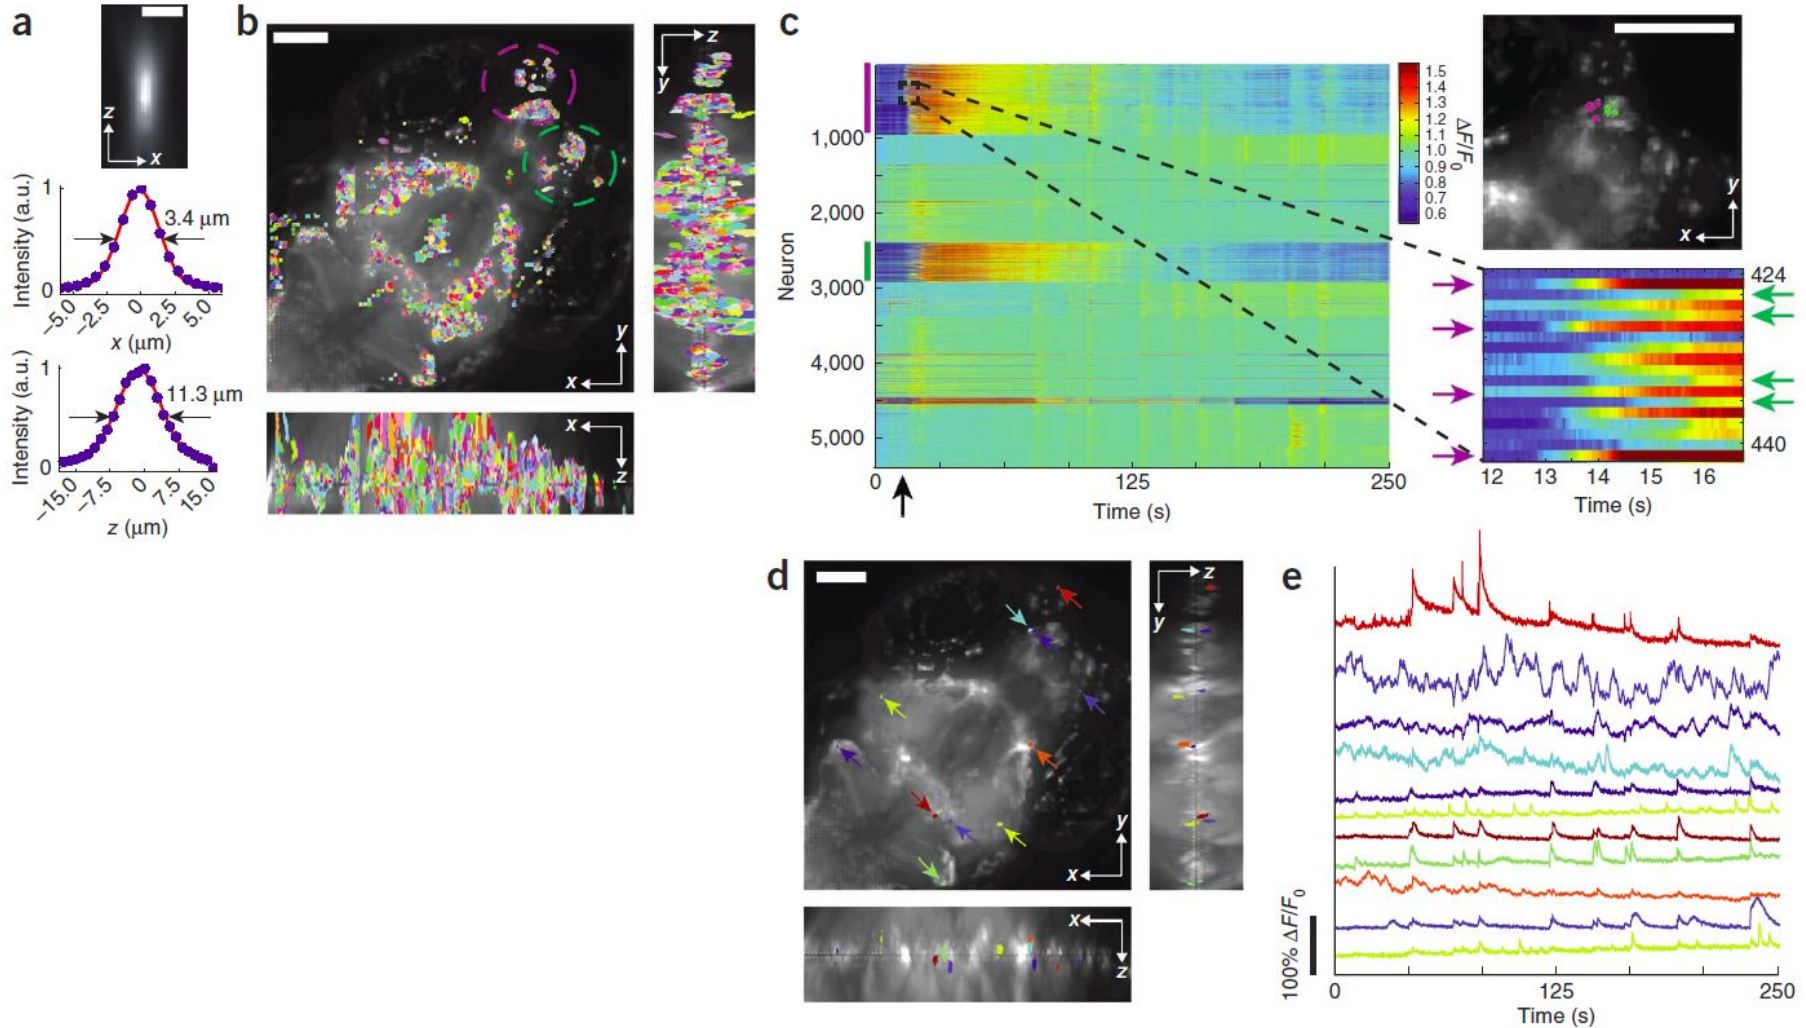 a
z
x
Intensity (a.u.)
1
0
3.4 μm
−5.0
−2.5
0
2.5
5.0
x (μm)
Intensity (a.u.)
1
0
11.3 μm
−15.0
−7.5
0
7.5
15.0
z (μm)
b
y
x
z
y
x
z
c
Neuron
1,000
2,000
3,000
4,000
5,000
0
125
250
Time (s)
1.5
1.4
1.3
1.2
1.1
1.0
0.9
0.8
0.7
0.6
ΔF/F0
y
x
424
440
12
13
14
15
16
Time (s)
d
y
x
z
y
x
z
e
100% ΔF/F0
0
125
250
Time (s)